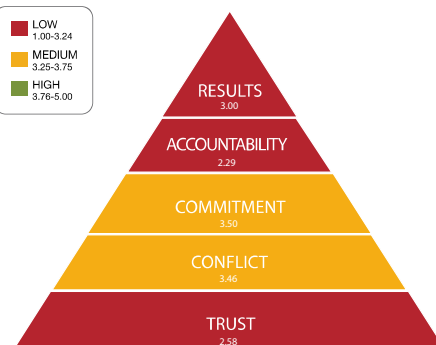 LOW
1.00-3.24
MEDIUM
3.25-3.75
HIGH
3.76-5.00
RESULTS
3.00
ACCOUNTABILITY
2.29
COMMITMENT
3.50
CONFLICT
3.46
TRUST
2.58